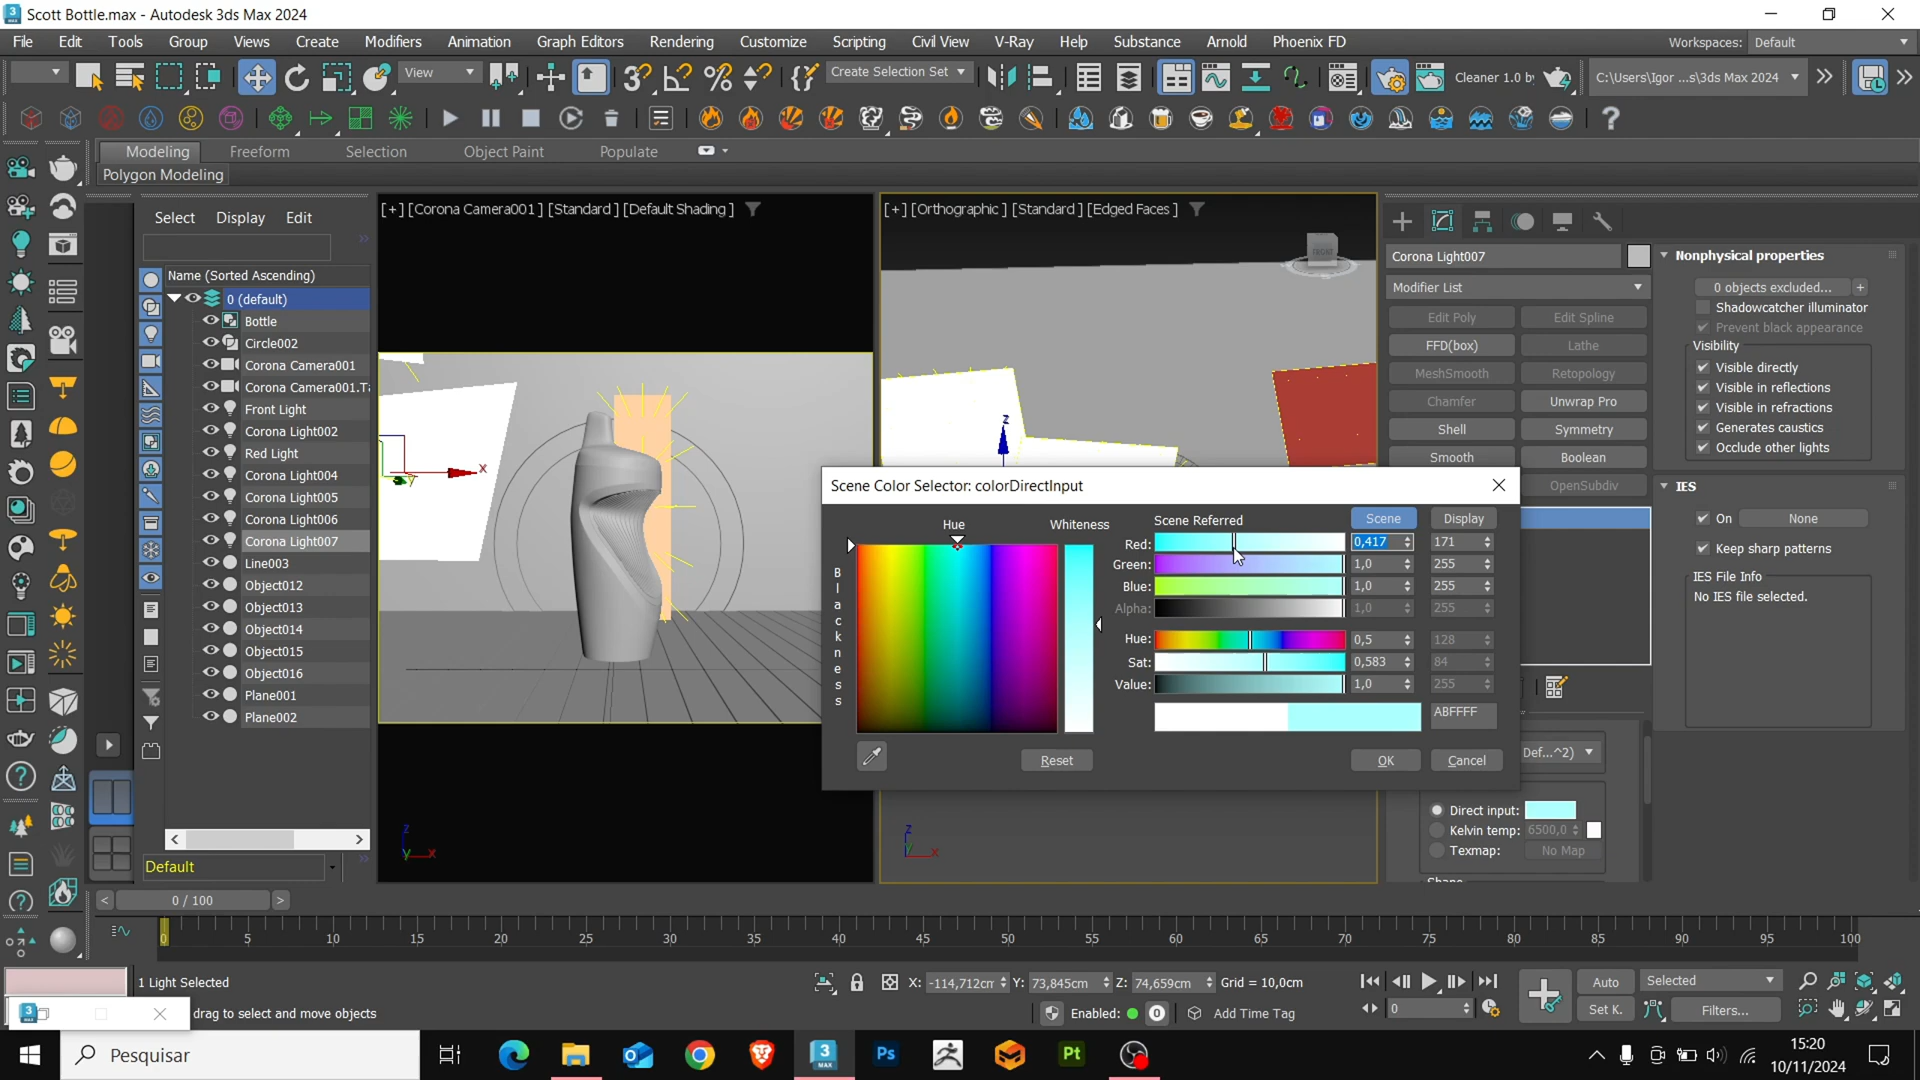 Scott Bottle.max - Autodesk 3ds Max 2024
File Edit Tools Group Views Create Modifiers Animation Graph Editors Rendering Customize Scripting Civil View V-Ray Help Substance Arnold Phoenix FD Workspaces: Default
View Create Selection Set Cleaner 1.0 by C:\Users\Igor ...s\3ds Max 2024
Modeling Freeform Selection Object Paint Populate
Polygon Modeling
Select Display Edit
Name (Sorted Ascending)
0 (default)
Bottle
Circle002
Corona Camera001
Corona Camera001.Ta
Front Light
Corona Light002
Red Light
Corona Light004
Corona Light005
Corona Light006
Corona Light007
Line003
Object012
Object013
Object014
Object015
Object016
Plane001
Plane002
Default
[+] [Corona Camera001] [Standard] [Default Shading]
[+] [Orthographic] [Standard] [Edged Faces]
FRONT
Corona Light007
Modifier List
Edit Poly Edit Spline
FFD(box) Lathe
MeshSmooth Retopology
Chamfer Unwrap Pro
Shell Symmetry
Smooth Boolean
OpenSubdiv
Def...^2)
Direct input:
Kelvin temp: 6500,0
Texmap: No Map
Shape
Nonphysical properties
0 objects excluded... +
Shadowcatcher illuminator
Prevent black appearance
Visibility
Visible directly
Visible in reflections
Visible in refractions
Generates caustics
Occlude other lights
IES
On None
Keep sharp patterns
IES File Info
No IES file selected.
Scene Color Selector: colorDirectInput
Hue Whiteness
Blackness
Scene Referred Scene Display
Red: 0,417 171
Green: 1,0 255
Blue: 1,0 255
Alpha: 1,0 255
Hue: 0,5 128
Sat: 0,583 84
Value: 1,0 255
ABFFFF
Reset OK Cancel
z
x
y
z
y x
z
y x
0 / 100
0 5 10 15 20 25 30 35 40 45 50 55 60 65 70 75 80 85 90 95 100
1 Light Selected
drag to select and move objects
X: -114,712cm Y: 73,845cm Z: 74,659cm Grid = 10,0cm
Enabled: 0 Add Time Tag
0
Auto Selected
Set K. Filters...
Pesquisar
15:20
10/11/2024